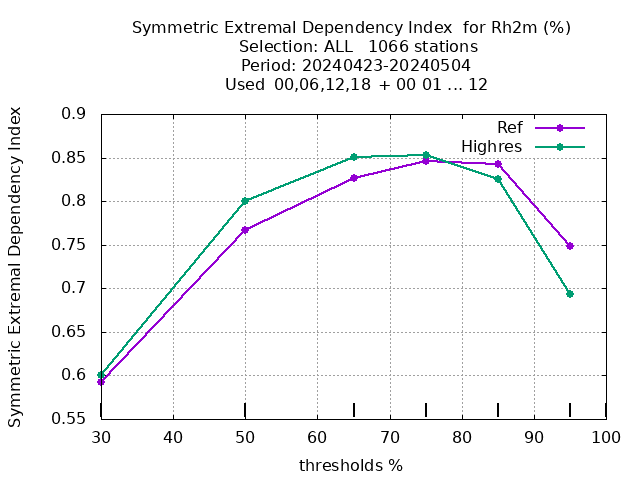 Symmetric Extremal Dependency Index  for Rh2m (%)
Selection: ALL   1066 stations
Period: 20240423-20240504
Used  00,06,12,18  + 00 01 ... 12
Symmetric Extremal Dependency Index
0.9
0.85
0.8
0.75
0.7
0.65
0.6
0.55
Ref
Highres
30 40 50 60 70 80 90 100
thresholds %